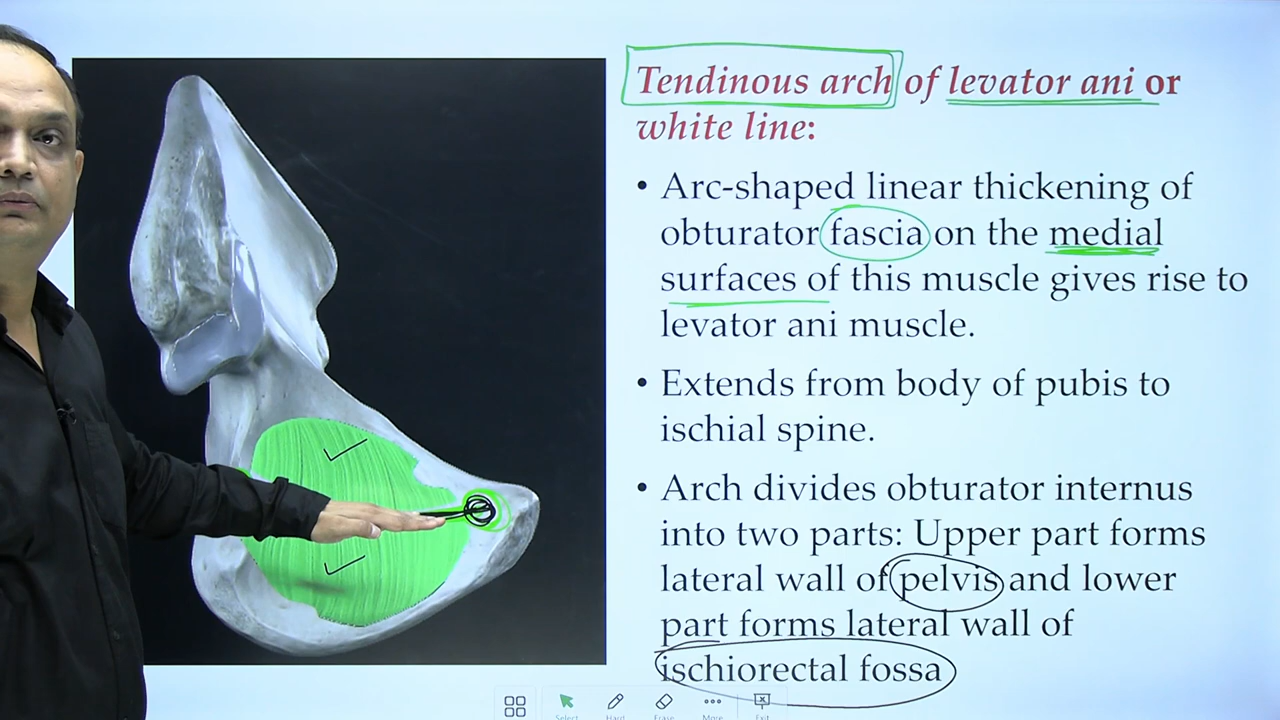 Tendinous arch of levator ani or
white line:
• Arc-shaped linear thickening of
obturator fascia on the medial
surfaces of this muscle gives rise to
levator ani muscle.
• Extends from body of pubis to
ischial spine.
• Arch divides obturator internus
into two parts: Upper part forms
lateral wall of pelvis and lower
part forms lateral wall of
ischiorectal fossa
Select Hard Erase More Exit